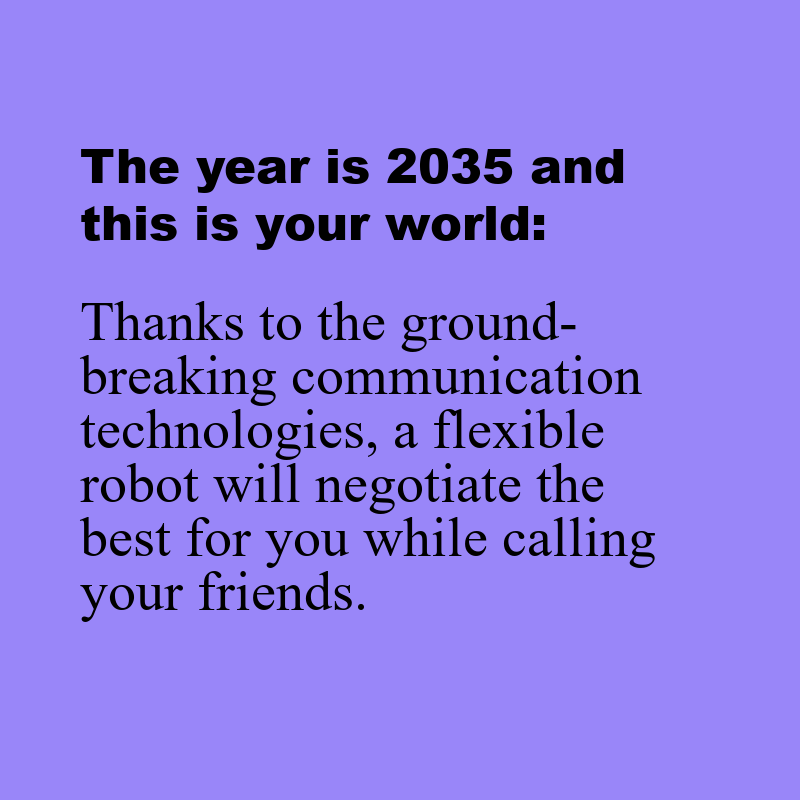 The year is 2035 and
this is your world:
Thanks to the ground-
breaking communication
technologies, a flexible
robot will negotiate the
best for you while calling
your friends.